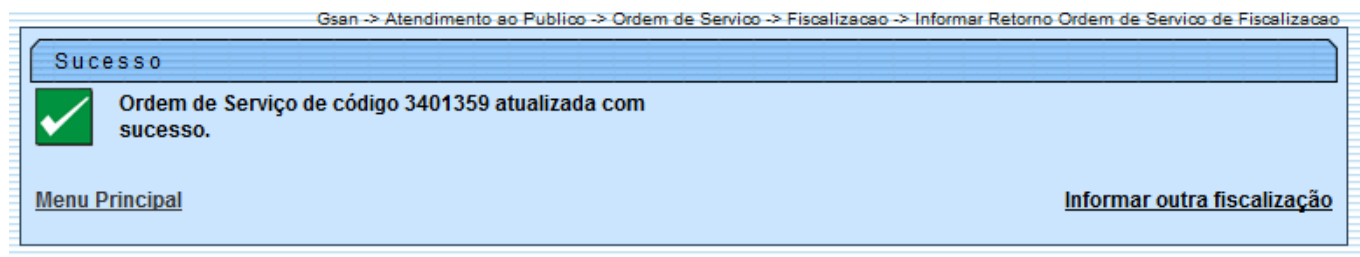 Gsan -> Atendimento ao Publico -> Ordem de Servico -> Fiscalizacao -> Informar Retorno Ordem de Servico de Fiscalizacao
Sucesso
Ordem de Serviço de código 3401359 atualizada com
sucesso.
Menu Principal
Informar outra fiscalização